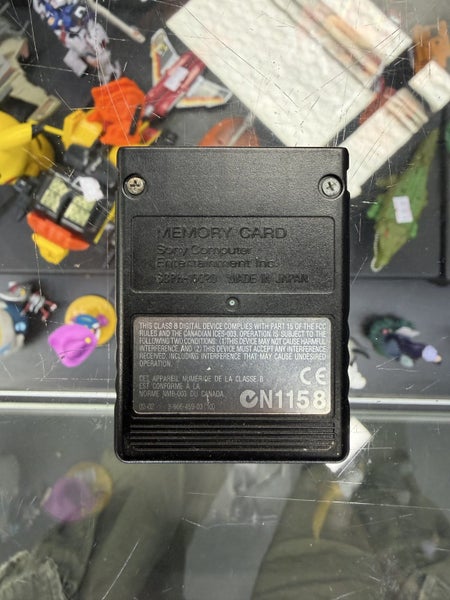 MEMORY CARD
Sony Computer
Entertainment Inc.
MADE IN JAPAN
THIS CLASS B DIGITAL DEVICE COMPLIES WITH PART 15 OF THE FCC
RULES AND THE CANADIAN ICES-003. OPERATION IS SUBJECT TO THE
FOLLOWING TWO CONDITIONS: (1) THIS DEVICE MAY NOT CAUSE HARMFUL
INTERFERENCE, AND (2) THIS DEVICE MUST ACCEPT ANY INTERFERENCE
RECEIVED, INCLUDING INTERFERENCE THAT MAY CAUSE UNDESIRED
OPERATION.
CET APPAREIL NUMERIQUE DE LA CLASSE B
EST CONFORME A LA
NORME NMB-003 DU CANADA.
CE
N1158